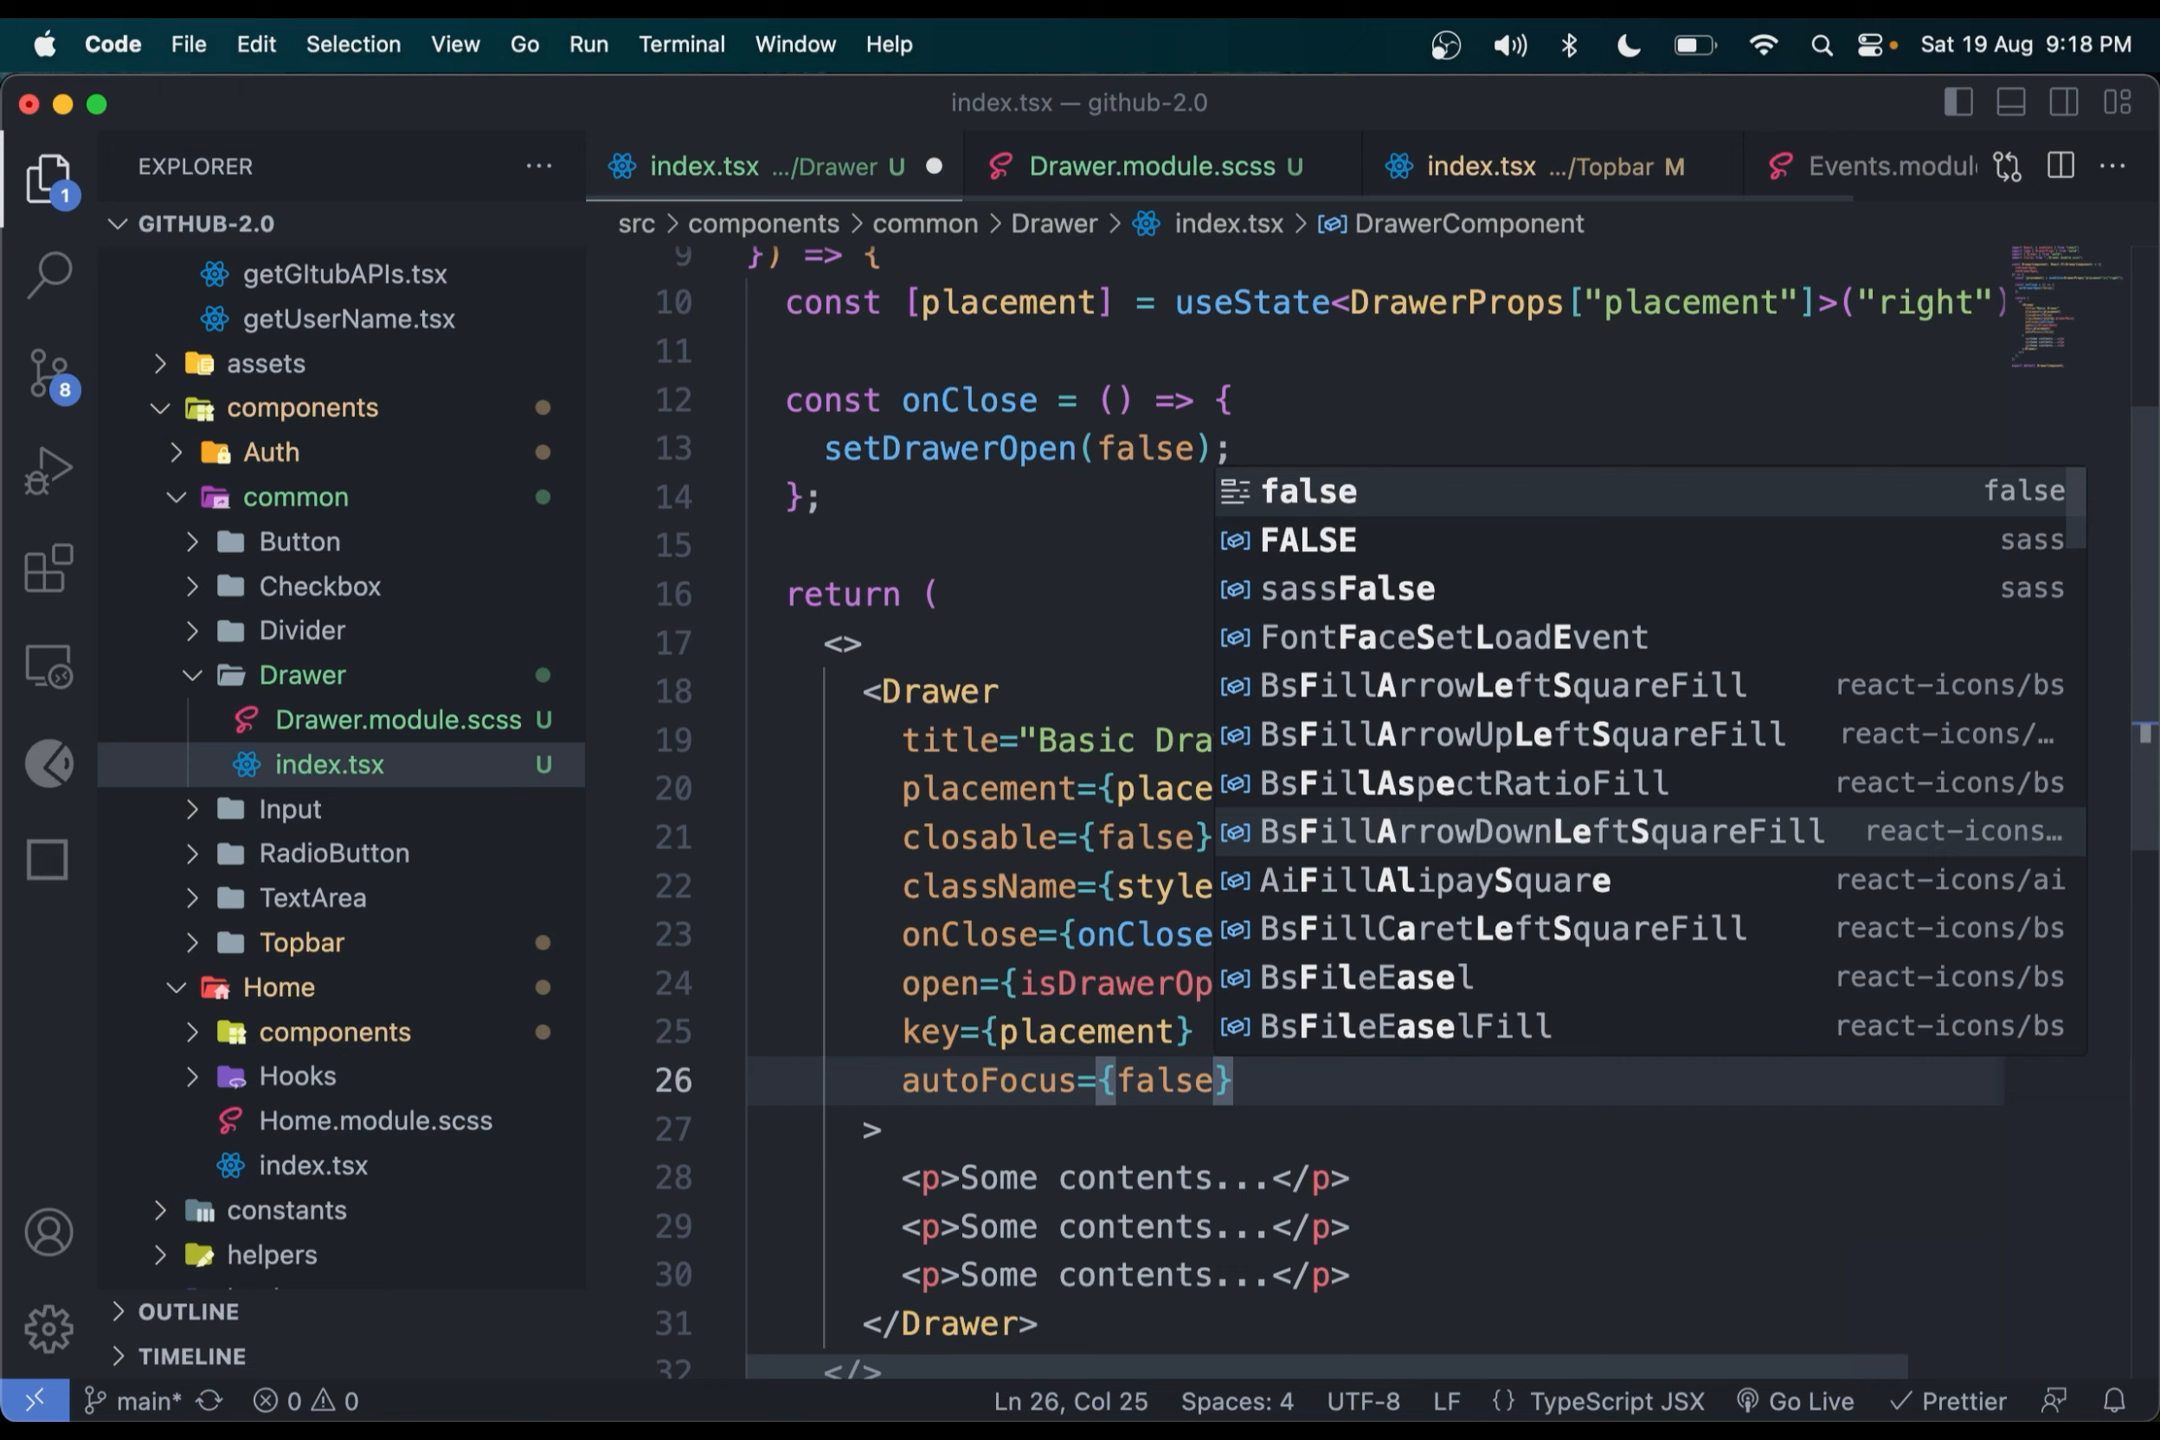 Code File Edit Selection View Go Run Terminal Window Help Sat 19 Aug 9:18 PM
index.tsx — github-2.0
EXPLORER
index.tsx .../Drawer U
Drawer.module.scss U
index.tsx .../Topbar M
Events.modul
1
GITHUB-2.0
src > components > common > Drawer > index.tsx > DrawerComponent
getGItubAPIs.tsx
getUserName.tsx
assets
8
components
Auth
common
Button
Checkbox
Divider
Drawer
Drawer.module.scss U
index.tsx U
Input
RadioButton
TextArea
Topbar
Home
components
Hooks
Home.module.scss
index.tsx
constants
helpers
OUTLINE
TIMELINE
9 }) => {
10 const [placement] = useState<DrawerProps["placement"]>("right")
11
12 const onClose = () => {
13 setDrawerOpen(false);
14 };
15
16 return (
17 <>
18 <Drawer
19 title="Basic Dra
20 placement={place
21 closable={false}
22 className={style
23 onClose={onClose
24 open={isDrawerOp
25 key={placement}
26 autoFocus={false}
27 >
28 <p>Some contents...</p>
29 <p>Some contents...</p>
30 <p>Some contents...</p>
31 </Drawer>
32 </>
false false
FALSE sass
sassFalse sass
FontFaceSetLoadEvent
BsFillArrowLeftSquareFill react-icons/bs
BsFillArrowUpLeftSquareFill react-icons/…
BsFillAspectRatioFill react-icons/bs
BsFillArrowDownLeftSquareFill react-icons…
AiFillAlipaySquare react-icons/ai
BsFillCaretLeftSquareFill react-icons/bs
BsFileEasel react-icons/bs
BsFileEaselFill react-icons/bs
main* 0 0 Ln 26, Col 25 Spaces: 4 UTF-8 LF {} TypeScript JSX Go Live Prettier